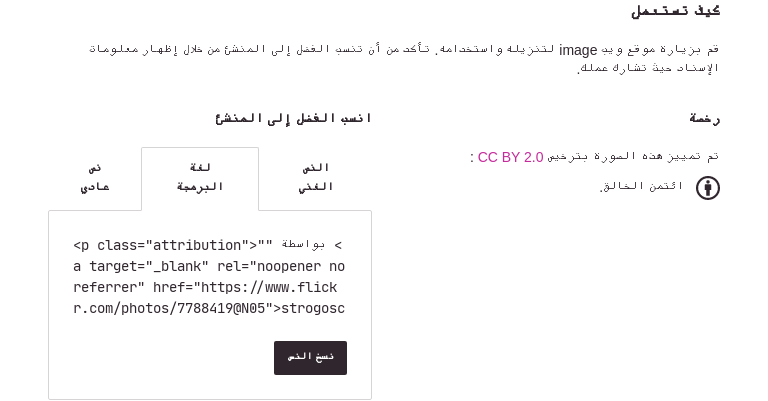 كيف تستعمل
قم بزيارة موقع ويب image لتنزيله واستخدامه. تأكد من أن تنسب الفضل إلى المنشئ من خلال إظهار معلومات
الإسناد حيث تشارك عملك.
رخصة
تم تمييز هذه الصورة بترخيص CC BY 2.0 :
ائتمن الخالق.
انسب الفضل إلى المنشئ
النص
الغني
لغة
البرمجة
نص
عادي
<p class="attribution">"" بواسطة <
a target="_blank" rel="noopener no
referrer" href="https://www.flick
r.com/photos/7788419@N05">strogosc
نسخ النص